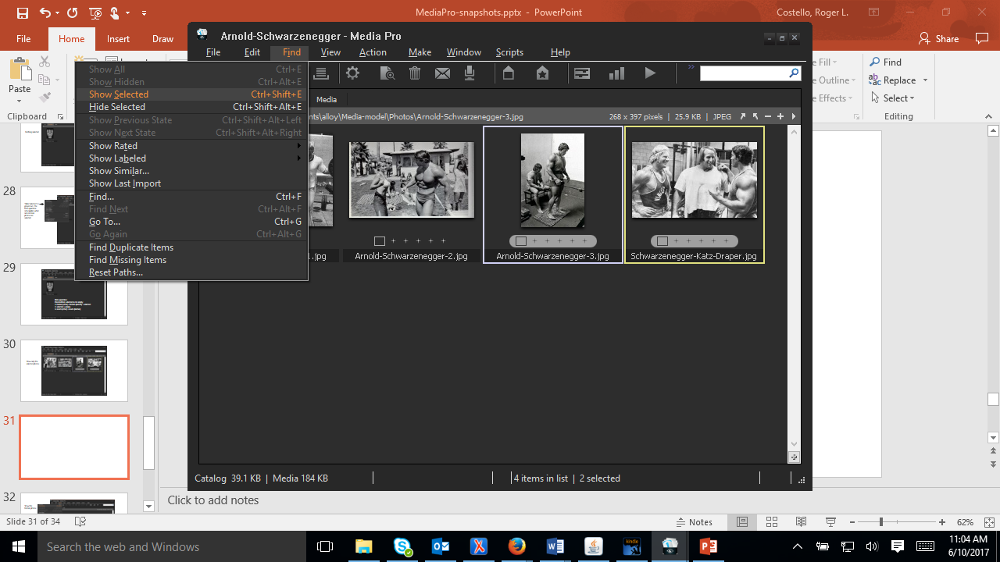 MediaPro-snapshots.pptx - PowerPoint
Costello, Roger L.
File
Home
Insert
Draw
Share
Paste
Clipboard
Find
Replace
Select
Editing
Fill
Outline
Effects
Arnold-Schwarzenegger - Media Pro
File Edit Find View Action Make Window Scripts Help
Show All Ctrl+E
Show Hidden Ctrl+Alt+E
Show Selected Ctrl+Shift+E
Hide Selected Ctrl+Shift+Alt+E
Show Previous State Ctrl+Shift+Alt+Left
Show Next State Ctrl+Shift+Alt+Right
Show Rated
Show Labeled
Show Similar...
Show Last Import
Find... Ctrl+F
Find Next Ctrl+Alt+F
Go To... Ctrl+G
Go Again Ctrl+Alt+G
Find Duplicate Items
Find Missing Items
Reset Paths...
Media
nts\alloy\Media-model\Photos\Arnold-Schwarzenegger-3.jpg 268 x 397 pixels | 25.9 KB | JPEG
1.jpg
Arnold-Schwarzenegger-2.jpg
Arnold-Schwarzenegger-3.jpg
Schwarzenegger-Katz-Draper.jpg
Catalog 39.1 KB | Media 184 KB
4 items in list | 2 selected
28
29
30
31
32
Click to add notes
Slide 31 of 34
Notes
62%
Search the web and Windows
kindle
11:04 AM
6/10/2017